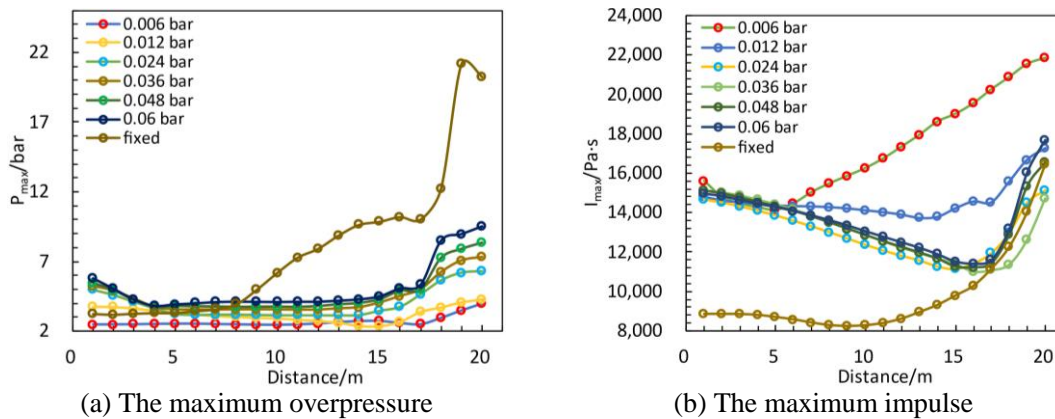 22
17
12
7
2
P_max/bar
0.006 bar
0.012 bar
0.024 bar
0.036 bar
0.048 bar
0.06 bar
fixed
0 5 10 15 20
Distance/m
(a) The maximum overpressure
24,000
22,000
20,000
18,000
16,000
14,000
12,000
10,000
8,000
I_max/Pa·s
0.006 bar
0.012 bar
0.024 bar
0.036 bar
0.048 bar
0.06 bar
fixed
0 5 10 15 20
Distance/m
(b) The maximum impulse